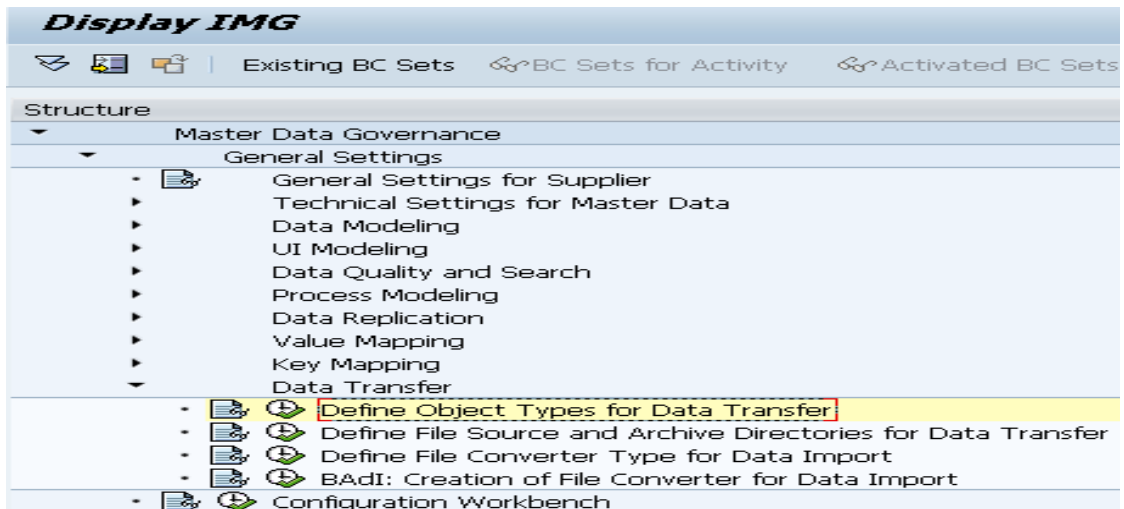 Display IMG
Existing BC Sets BC Sets for Activity Activated BC Sets
Structure
Master Data Governance
General Settings
General Settings for Supplier
Technical Settings for Master Data
Data Modeling
UI Modeling
Data Quality and Search
Process Modeling
Data Replication
Value Mapping
Key Mapping
Data Transfer
Define Object Types for Data Transfer
Define File Source and Archive Directories for Data Transfer
Define File Converter Type for Data Import
BAdI: Creation of File Converter for Data Import
Configuration Workbench